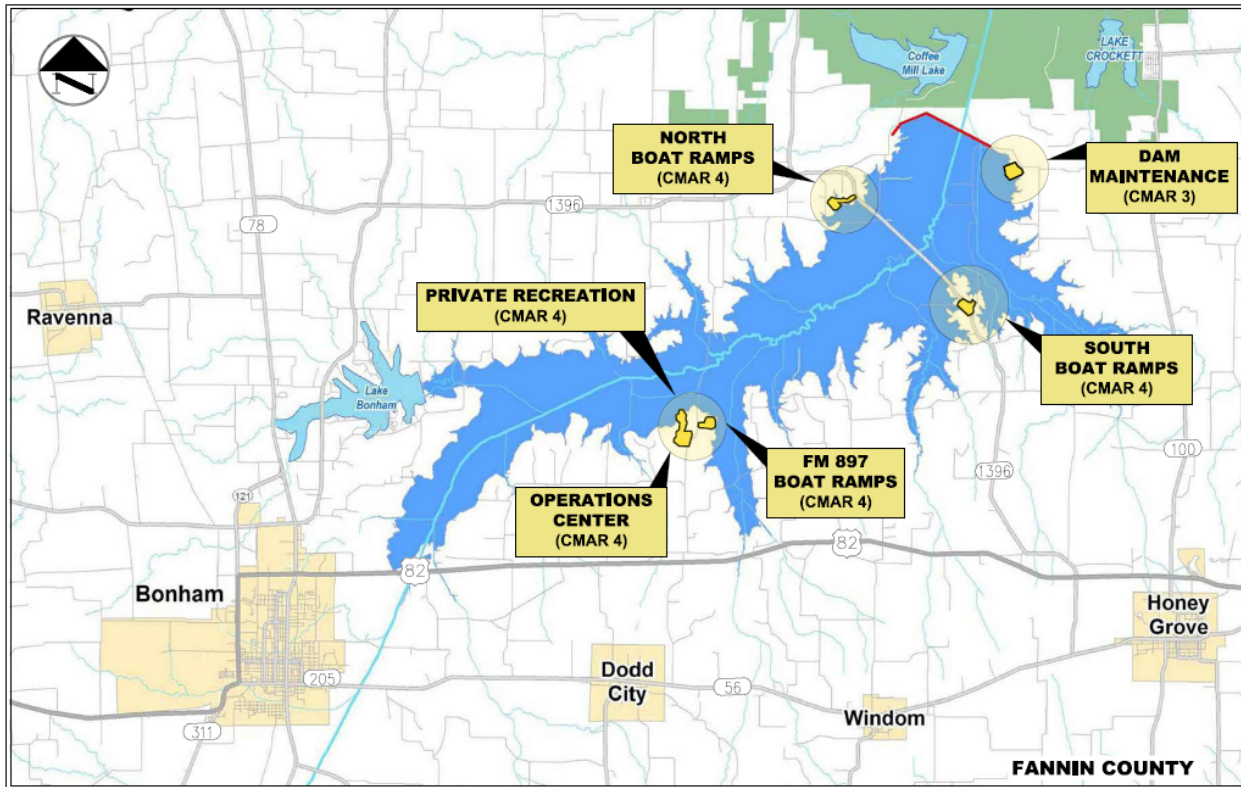 N
Coffee
Mill Lake
LAKE
CROCKETT
NORTH
BOAT RAMPS
(CMAR 4)
DAM
MAINTENANCE
(CMAR 3)
1396
78
PRIVATE RECREATION
(CMAR 4)
Ravenna
SOUTH
BOAT RAMPS
(CMAR 4)
Lake
Bonham
100
1396
FM 897
BOAT RAMPS
(CMAR 4)
OPERATIONS
CENTER
(CMAR 4)
121
82
82
Bonham
Honey
Grove
205
Dodd
City
56
311
Windom
FANNIN COUNTY